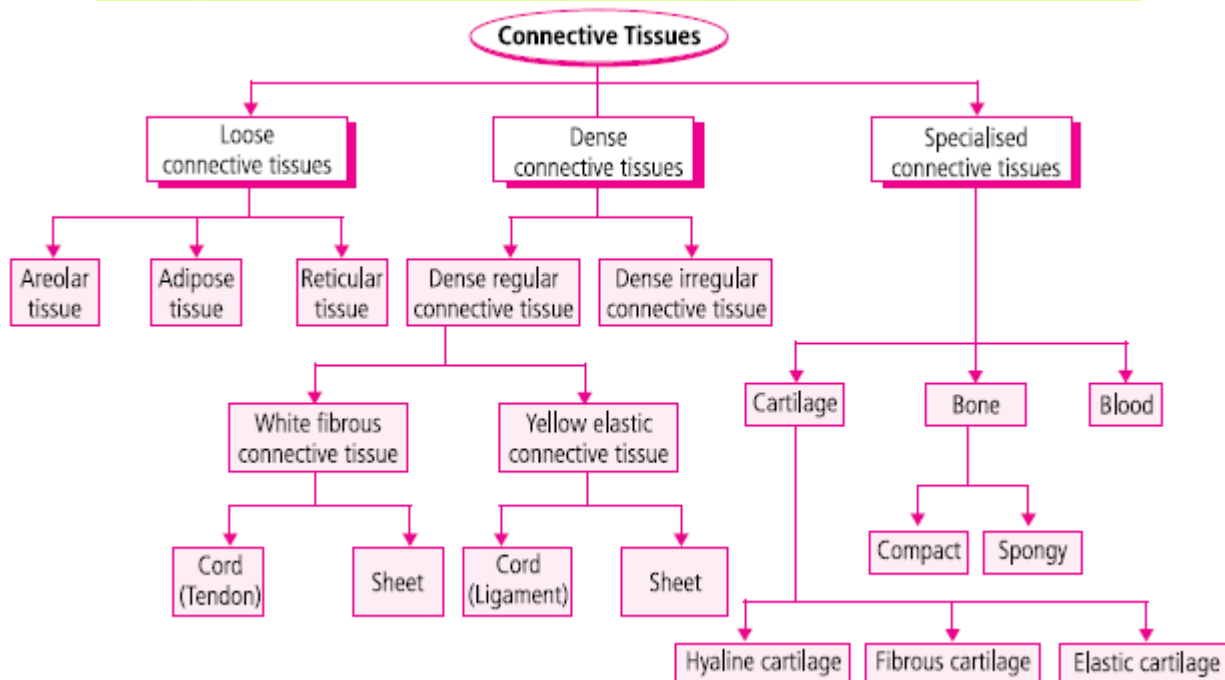 Connective Tissues
Loose
connective tissues
Dense
connective tissues
Specialised
connective tissues
Areolar
tissue
Adipose
tissue
Reticular
tissue
Dense regular
connective tissue
Dense irregular
connective tissue
Cartilage
Bone
Blood
White fibrous
connective tissue
Yellow elastic
connective tissue
Compact
Spongy
Cord
(Tendon)
Sheet
Cord
(Ligament)
Sheet
Hyaline cartilage
Fibrous cartilage
Elastic cartilage